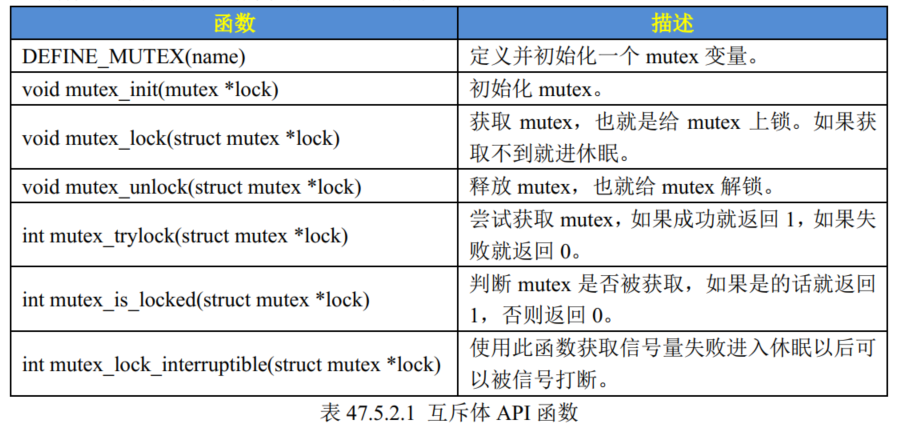 函数 描述
DEFINE_MUTEX(name) 定义并初始化一个 mutex 变量。
void mutex_init(mutex *lock) 初始化 mutex。
void mutex_lock(struct mutex *lock) 获取 mutex，也就是给 mutex 上锁。如果获
取不到就进休眠。
void mutex_unlock(struct mutex *lock) 释放 mutex，也就给 mutex 解锁。
int mutex_trylock(struct mutex *lock) 尝试获取 mutex，如果成功就返回 1，如果失
败就返回 0。
int mutex_is_locked(struct mutex *lock) 判断 mutex 是否被获取，如果是的话就返回
1，否则返回 0。
int mutex_lock_interruptible(struct mutex *lock) 使用此函数获取信号量失败进入休眠以后可
以被信号打断。
表 47.5.2.1 互斥体 API 函数